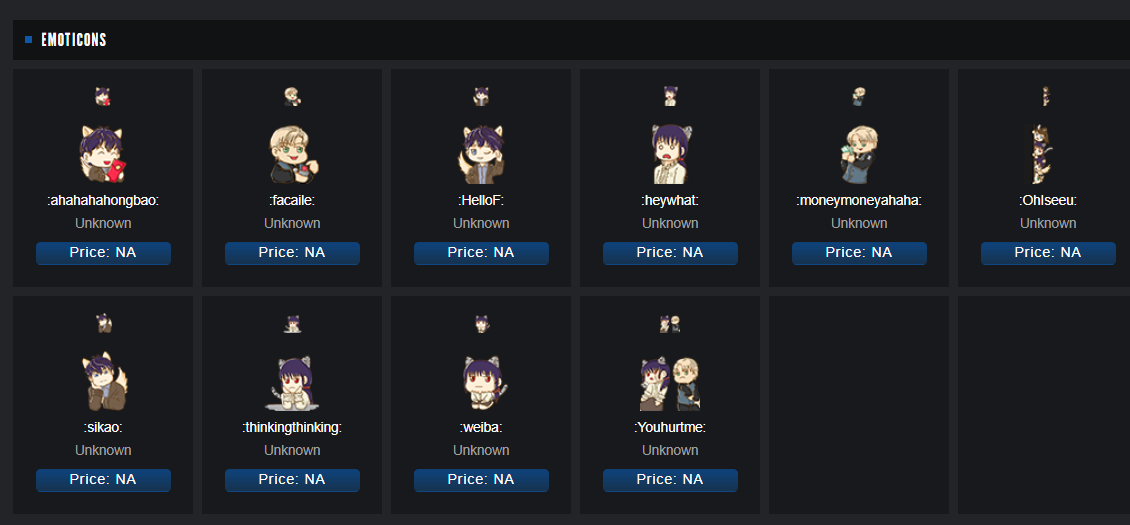 EMOTICONS
:ahahahahongbao: :facaile: :HelloF: :heywhat: :moneymoneyahaha: :OhIseeu:
Unknown Unknown Unknown Unknown Unknown Unknown
Price: NA Price: NA Price: NA Price: NA Price: NA Price: NA
:sikao: :thinkingthinking: :weiba: :Youhurtme:
Unknown Unknown Unknown Unknown
Price: NA Price: NA Price: NA Price: NA